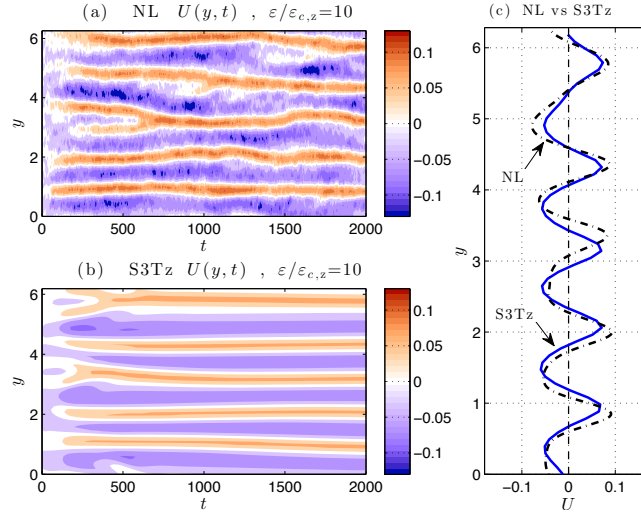 (a) NL U(y,t) , ε/ε_{c,z}=10
6
4
2
0
y
0 500 1000 1500 2000
t
0.1
0.05
0
−0.05
−0.1
(b) S3Tz U(y,t) , ε/ε_{c,z}=10
6
4
2
0
y
0 500 1000 1500 2000
t
0.1
0.05
0
−0.05
−0.1
(c) NL vs S3Tz
6
5
4
3
2
1
0
y
NL
S3Tz
−0.1 0 0.1
U